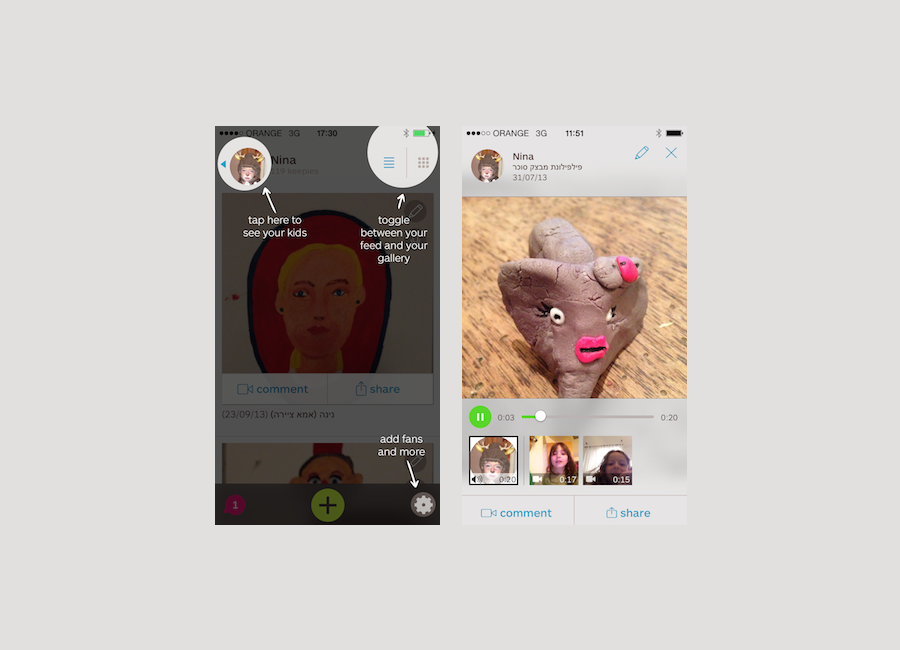 ORANGE 3G 17:30
Nina
119 keepies
tap here to
see your kids
toggle
between your
feed and your
gallery
comment
share
נינה (אמא ציירה) (23/09/13)
add fans
and more
1
ORANGE 3G 11:51
Nina
פילפילונת מבצק סוכר
31/07/13
0:03
0:20
0:20
0:17
0:15
comment
share